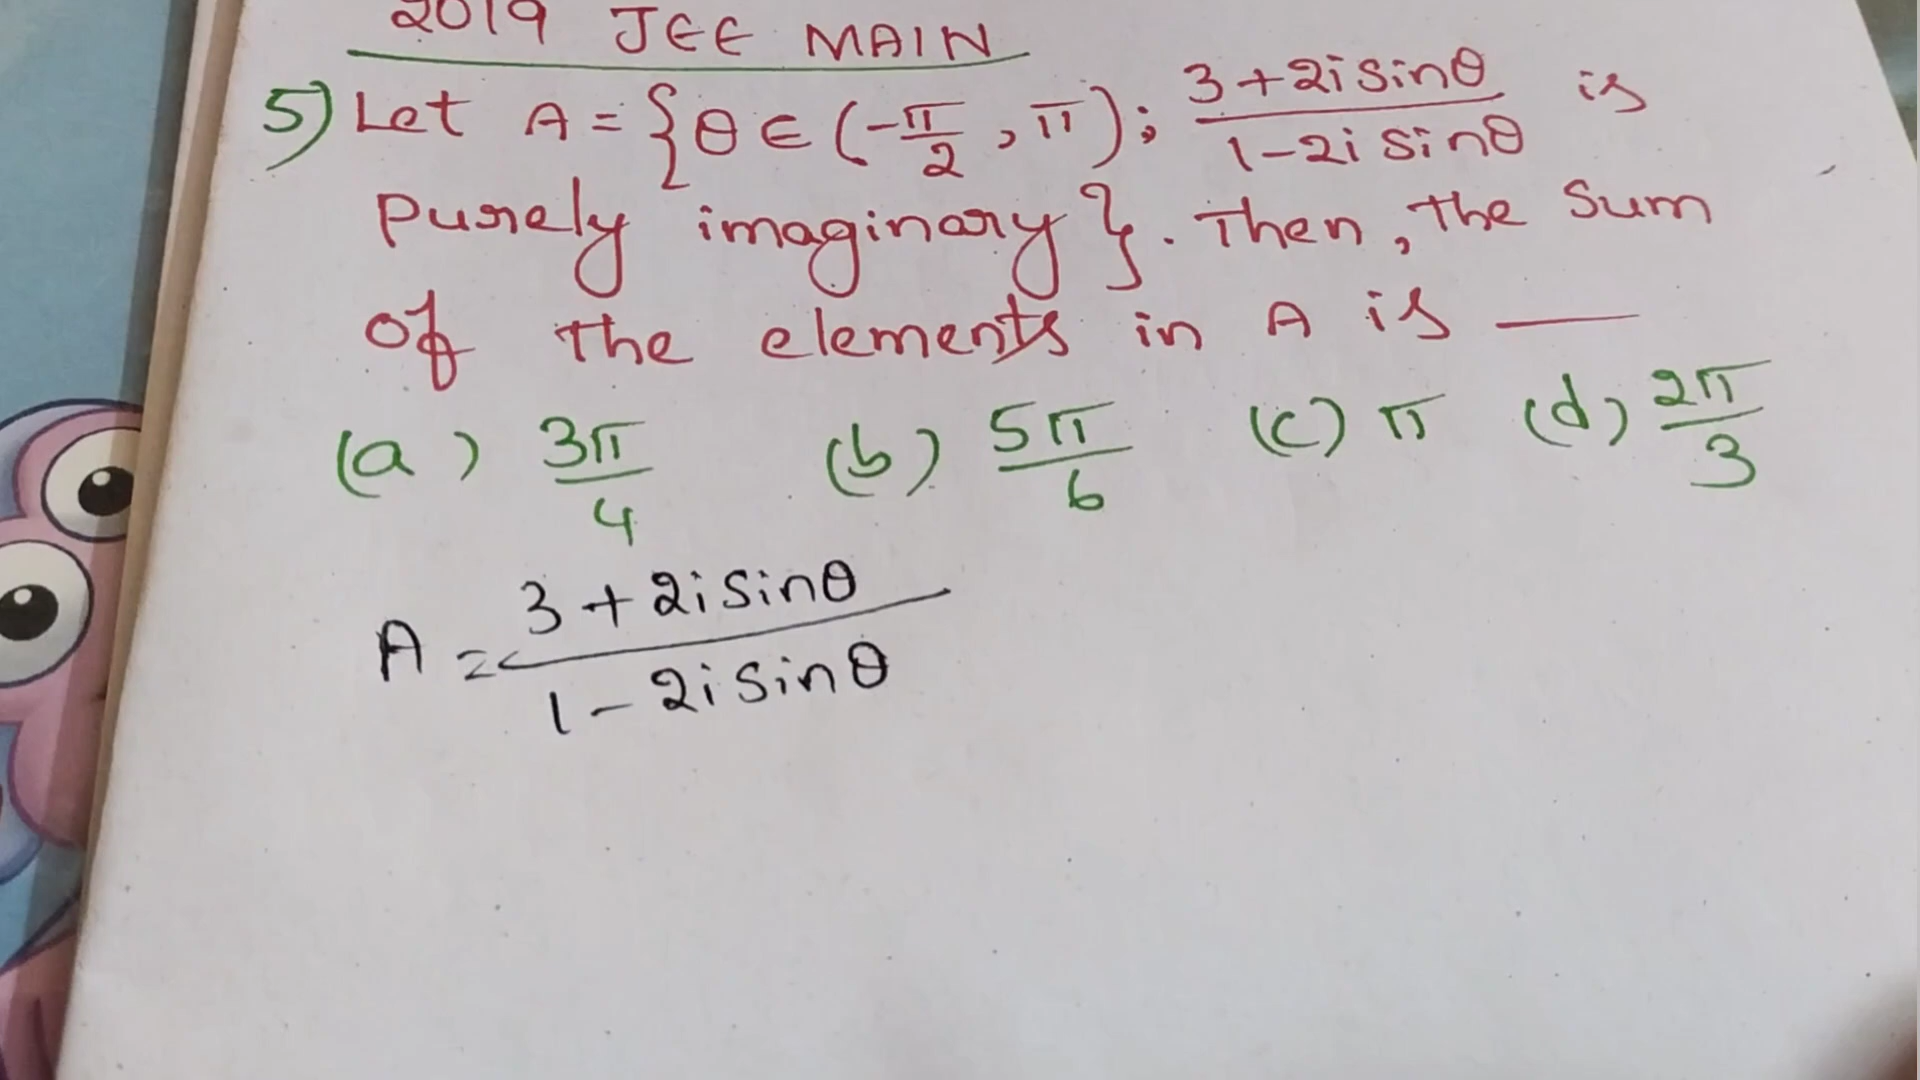 2019 JEE MAIN
5) Let A = {θ ∈ (-π/2, π); (3+2i sinθ)/(1-2i sinθ) is
Purely imaginary}. Then, the sum
of the elements in A is ___
(a) 3π/4 (b) 5π/6 (c) π (d) 2π/3
A = (3+2i sinθ)/(1-2i sinθ)